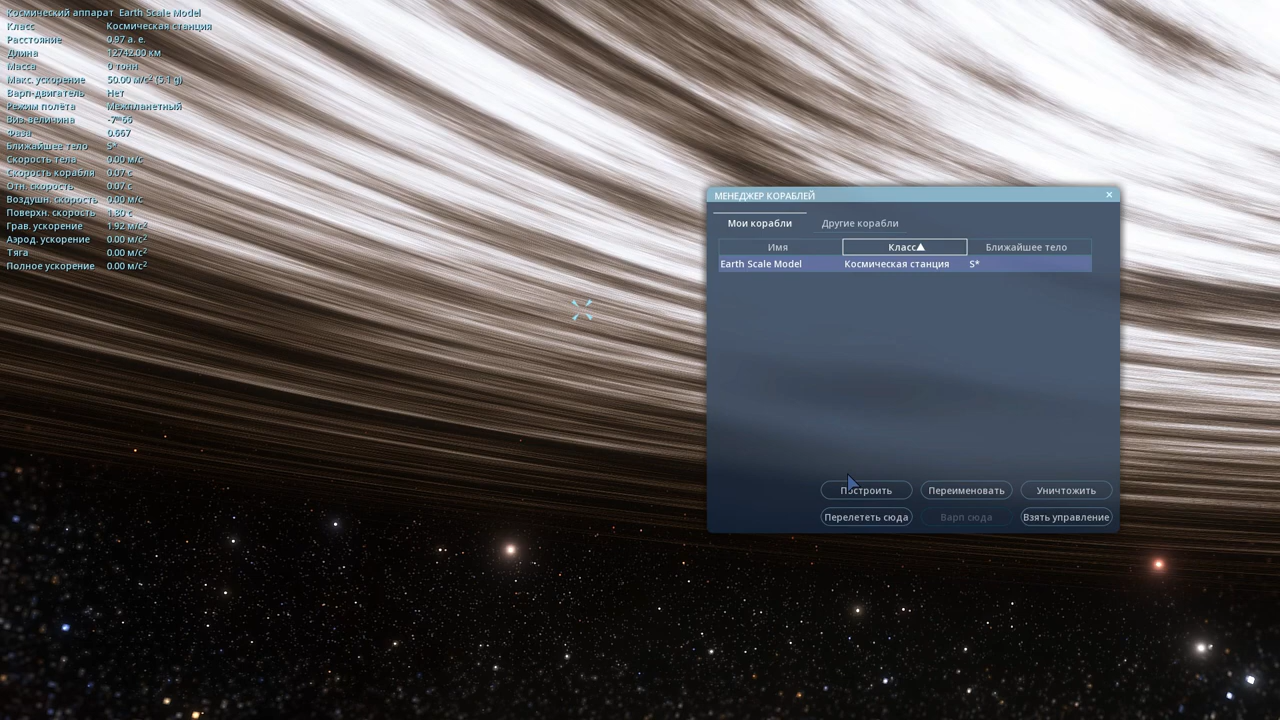 Космический аппарат Earth Scale Model
Класс Космическая станция
Расстояние 0.97 а. е.
Длина 12742.00 км
Масса 0 тонн
Макс. ускорение 50.00 м/с² (5.1 g)
Варп-двигатель Нет
Режим полёта Межпланетный
Виз. величина -7ᵐ66
Фаза 0.667
Ближайшее тело S*
Скорость тела 0.00 м/с
Скорость корабля 0.07 c
Отн. скорость 0.07 c
Воздушн. скорость 0.00 м/с
Поверхн. скорость 1.80 c
Грав. ускорение 1.92 м/с²
Аэрод. ускорение 0.00 м/с²
Тяга 0.00 м/с²
Полное ускорение 0.00 м/с²
МЕНЕДЖЕР КОРАБЛЕЙ
Мои корабли Другие корабли
Имя Класс▲ Ближайшее тело
Earth Scale Model Космическая станция S*
Построить Переименовать Уничтожить
Перелететь сюда Варп сюда Взять управление